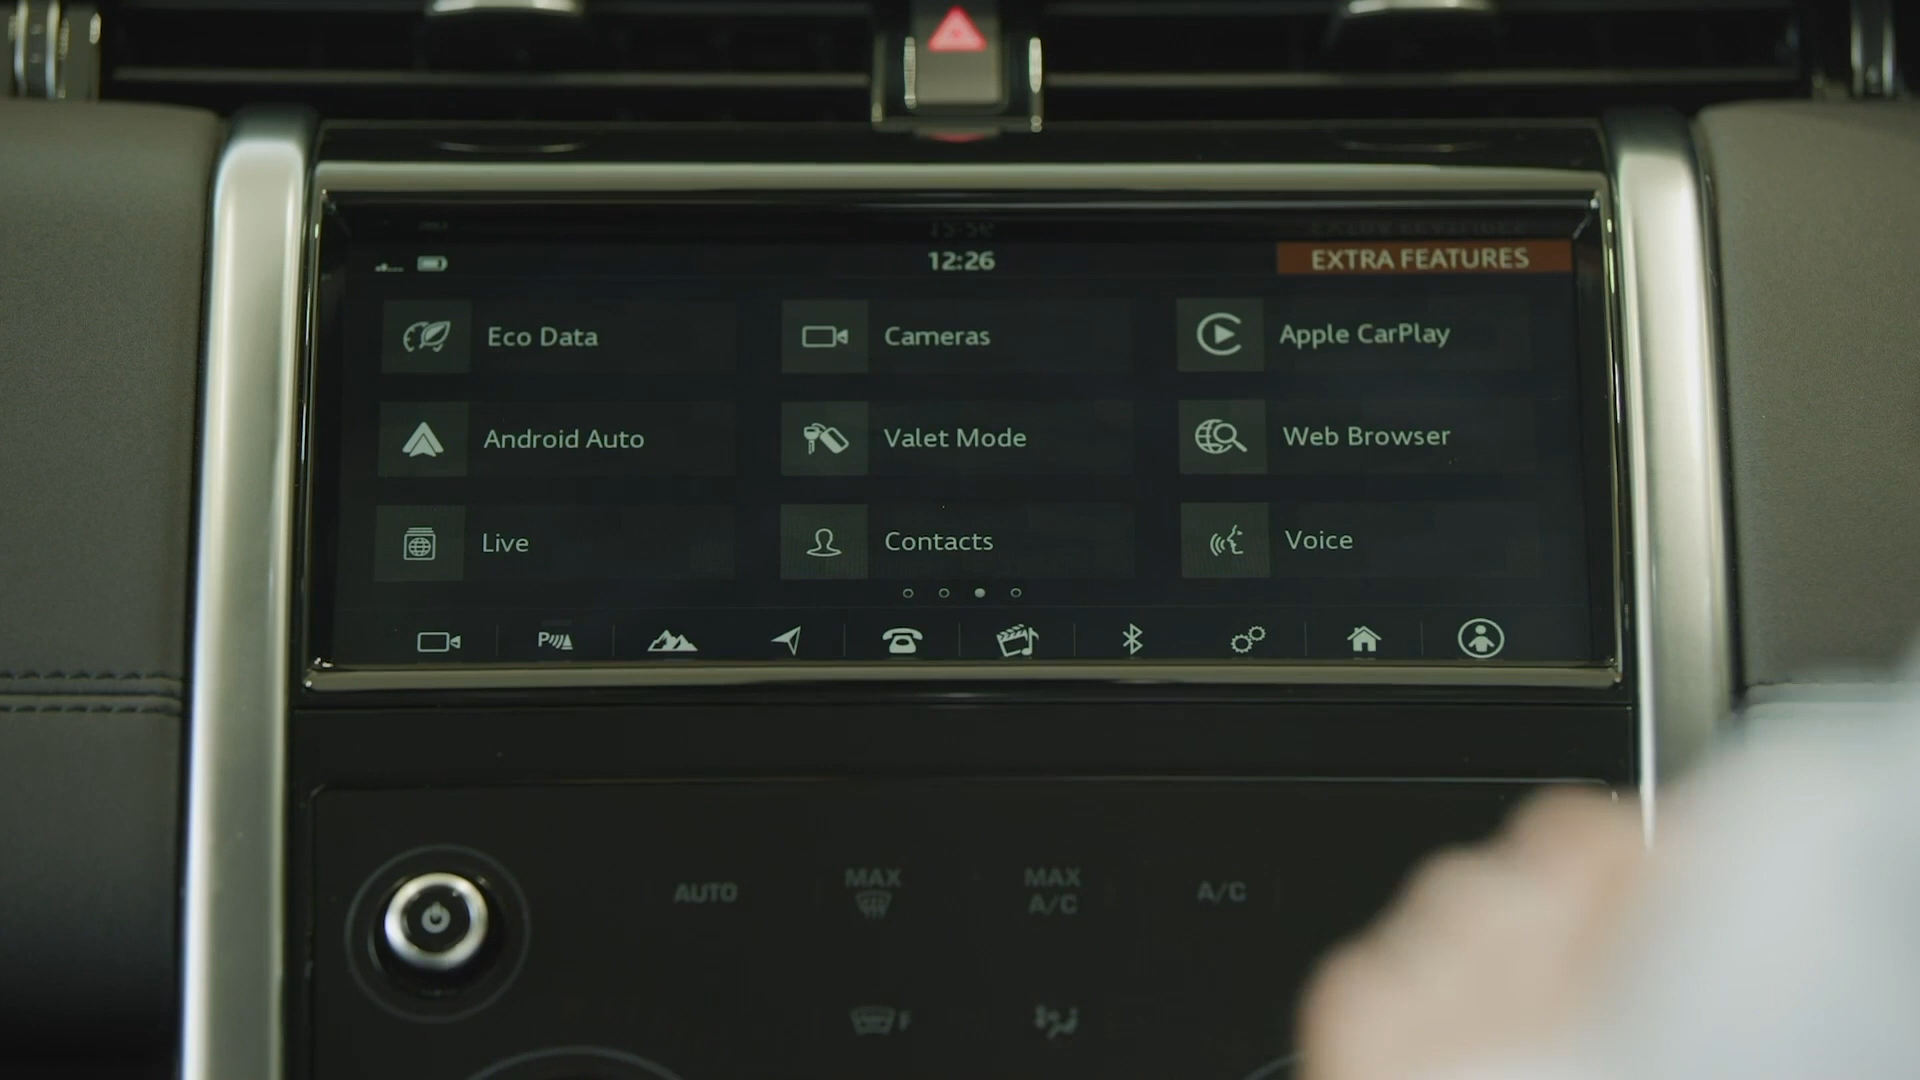 12:26
EXTRA FEATURES
Eco Data
Cameras
Apple CarPlay
Android Auto
Valet Mode
Web Browser
Live
Contacts
Voice
P
AUTO
MAX
MAX
A/C
A/C
F